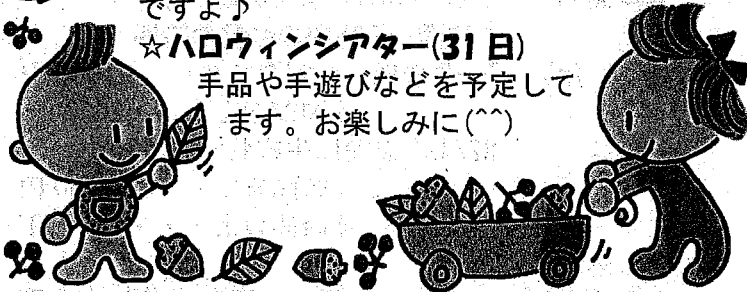 ですよ♪
☆ハロウィンシアター(31日)
手品や手遊びなどを予定して
ます。お楽しみに(^^)